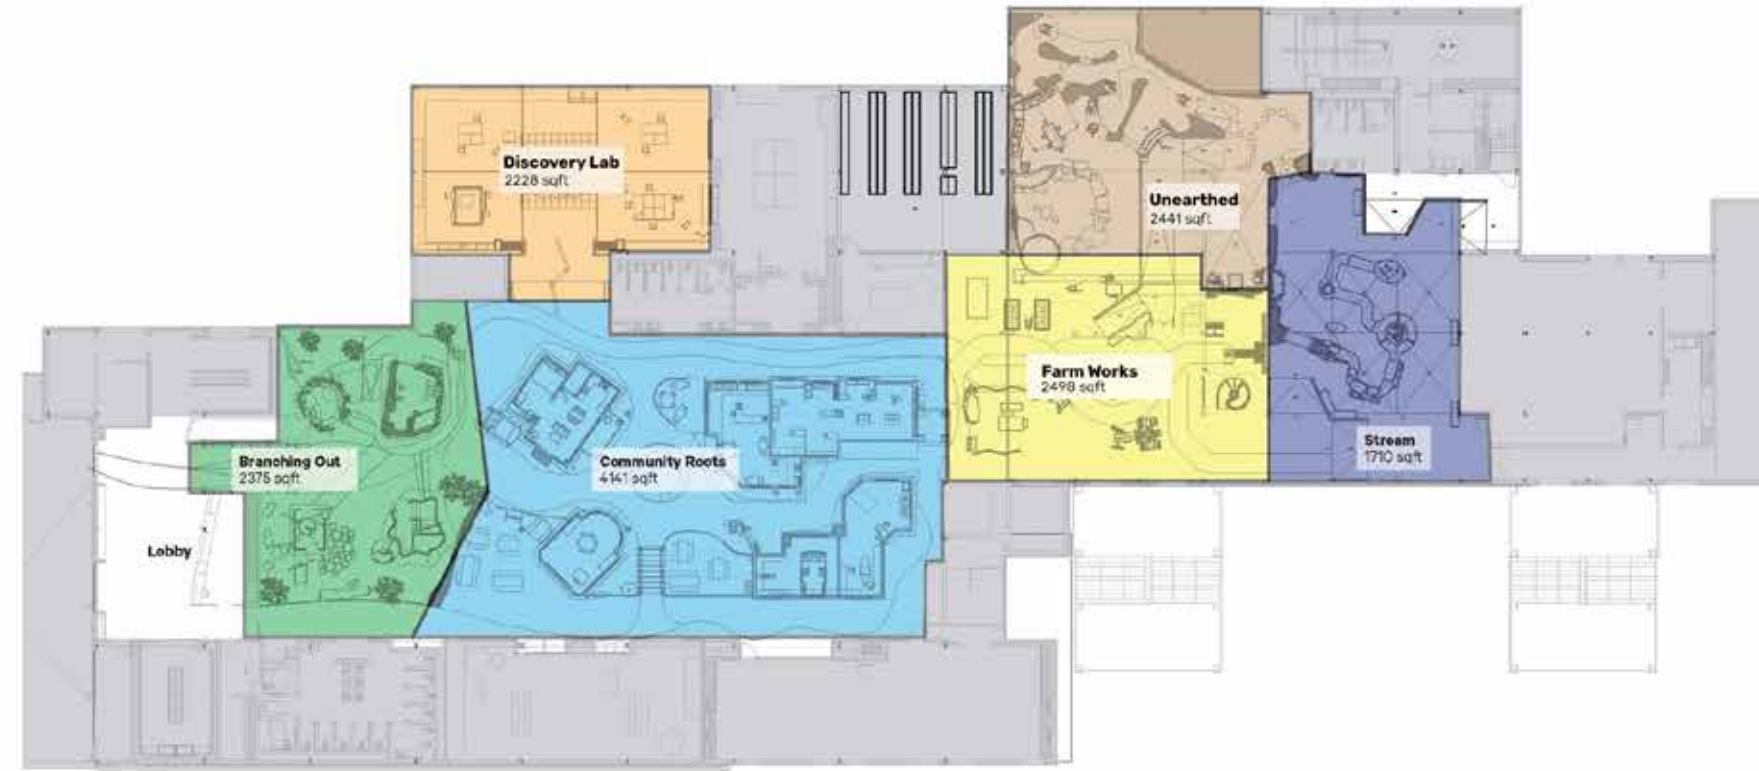 Discovery Lab
2228 sqft
Unearthed
2441 sqft
Farm Works
2498 sqft
Stream
1710 sqft
Branching Out
2375 sqft
Community Roots
4141 sqft
Lobby